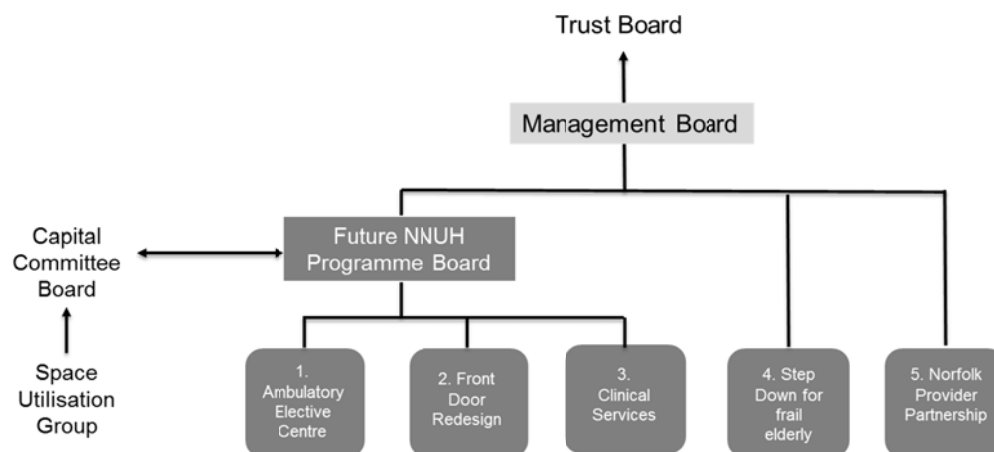 Trust Board
Management Board
Future NNUH
Programme Board
Capital
Committee
Board
Space
Utilisation
Group
1.
Ambulatory
Elective
Centre
2. Front
Door
Redesign
3.
Clinical
Services
4. Step
Down for
frail
elderly
5. Norfolk
Provider
Partnership